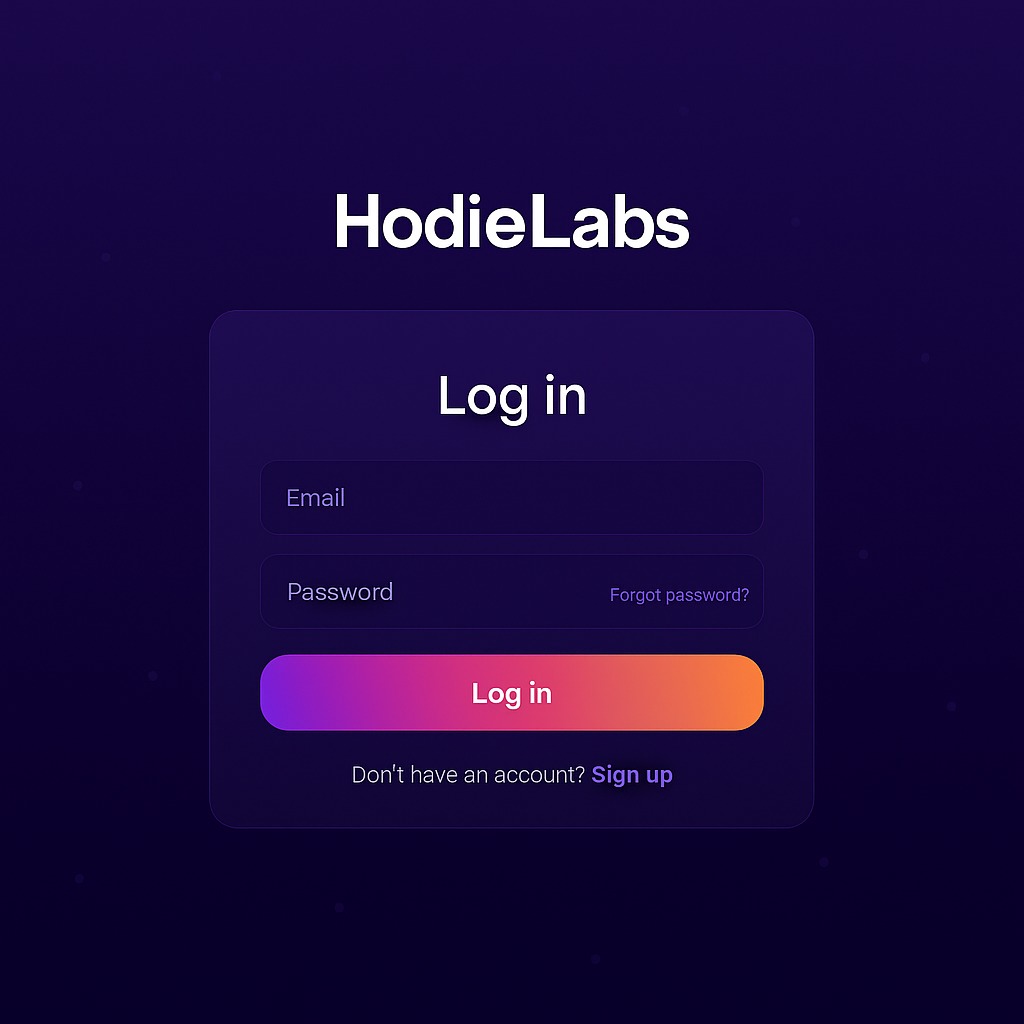 HodieLabs
Log in
Email
Password
Forgot password?
Log in
Don't have an account? Sign up